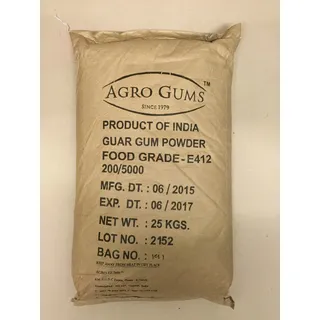 AGRO GUMS™
SINCE 1979
PRODUCT OF INDIA
GUAR GUM POWDER
FOOD GRADE - E412
200/5000
MFG. DT. : 06 / 2015
EXP. DT. : 06 / 2017
NET WT. : 25 KGS.
LOT NO. : 2152
BAG NO. :